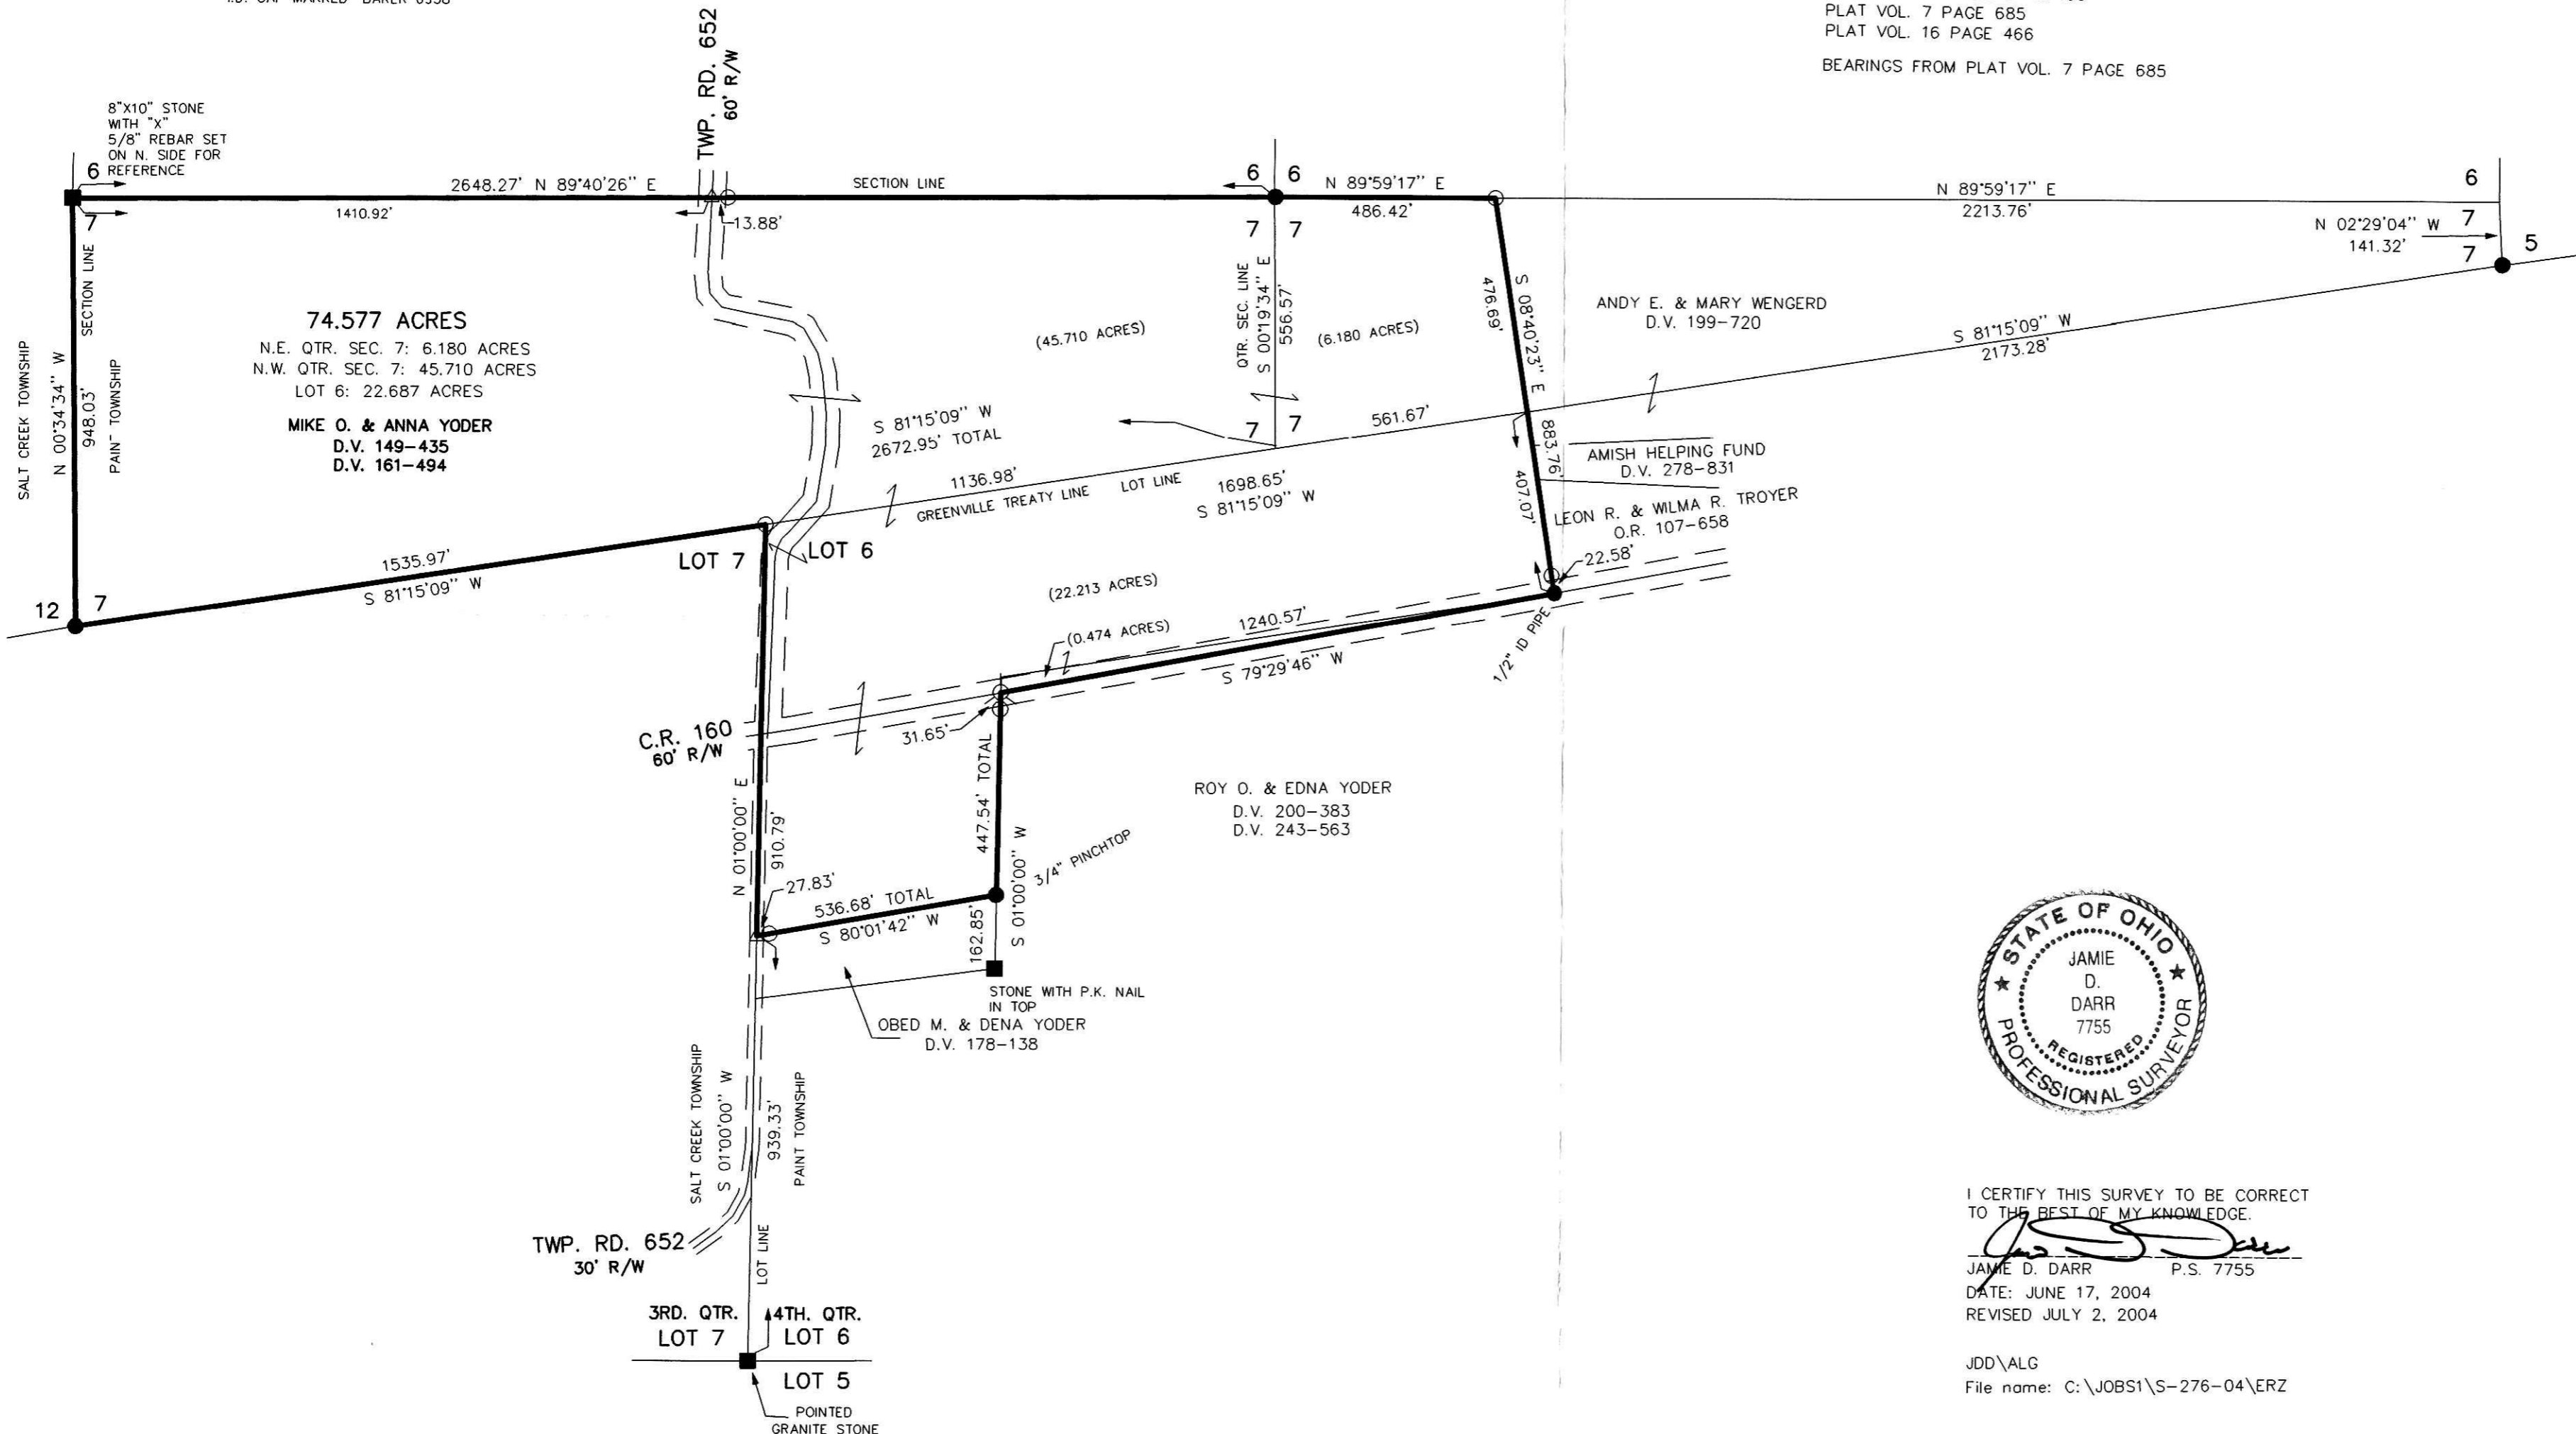 PLAT VOL. 7 PAGE 685
PLAT VOL. 16 PAGE 466
BEARINGS FROM PLAT VOL. 7 PAGE 685
TWP. RD. 652
60' R/W
8"X10" STONE
WITH "X"
5/8" REBAR SET
ON N. SIDE FOR
REFERENCE
6
7
2648.27' N 89°40'26" E
SECTION LINE
1410.92'
13.88'
6 6
7 7
N 89°59'17" E
486.42'
N 89°59'17" E
2213.76'
6
7
7
5
N 02°29'04" W
141.32'
SALT CREEK TOWNSHIP
N 00°34'34" W
948.03'
SECTION LINE
PAINT TOWNSHIP
74.577 ACRES
N.E. QTR. SEC. 7: 6.180 ACRES
N.W. QTR. SEC. 7: 45.710 ACRES
LOT 6: 22.687 ACRES
MIKE O. & ANNA YODER
D.V. 149-435
D.V. 161-494
(45.710 ACRES)
QTR. SEC. LINE
S 00°19'34" E
556.57'
(6.180 ACRES)
476.69'
S 08°40'23" E
883.76'
407.07'
ANDY E. & MARY WENGERD
D.V. 199-720
S 81°15'09" W
2173.28'
S 81°15'09" W
2672.95' TOTAL
7 7
561.67'
1136.98'
GREENVILLE TREATY LINE
LOT LINE
1698.65'
S 81°15'09" W
AMISH HELPING FUND
D.V. 278-831
LEON R. & WILMA R. TROYER
O.R. 107-658
22.58'
1535.97'
S 81°15'09" W
12 7
LOT 7
LOT 6
(22.213 ACRES)
(0.474 ACRES)
1240.57'
S 79°29'46" W
1/2" ID PIPE
C.R. 160
60' R/W
31.65'
N 01°00'00" E
910.79'
447.54' TOTAL
S 01°00'00" W
3/4" PINCHTOP
ROY O. & EDNA YODER
D.V. 200-383
D.V. 243-563
27.83'
536.68' TOTAL
S 80°01'42" W
162.85'
STONE WITH P.K. NAIL
IN TOP
OBED M. & DENA YODER
D.V. 178-138
SALT CREEK TOWNSHIP
S 01°00'00" W
939.33'
PAINT TOWNSHIP
TWP. RD. 652
30' R/W
LOT LINE
3RD. QTR.
LOT 7
4TH. QTR.
LOT 6
LOT 5
POINTED
GRANITE STONE
STATE OF OHIO
JAMIE
D.
DARR
7755
REGISTERED
PROFESSIONAL SURVEYOR
I CERTIFY THIS SURVEY TO BE CORRECT
TO THE BEST OF MY KNOWLEDGE.
JAMIE D. DARR P.S. 7755
DATE: JUNE 17, 2004
REVISED JULY 2, 2004
JDD\ALG
File name: C:\JOBS1\S-276-04\ERZ